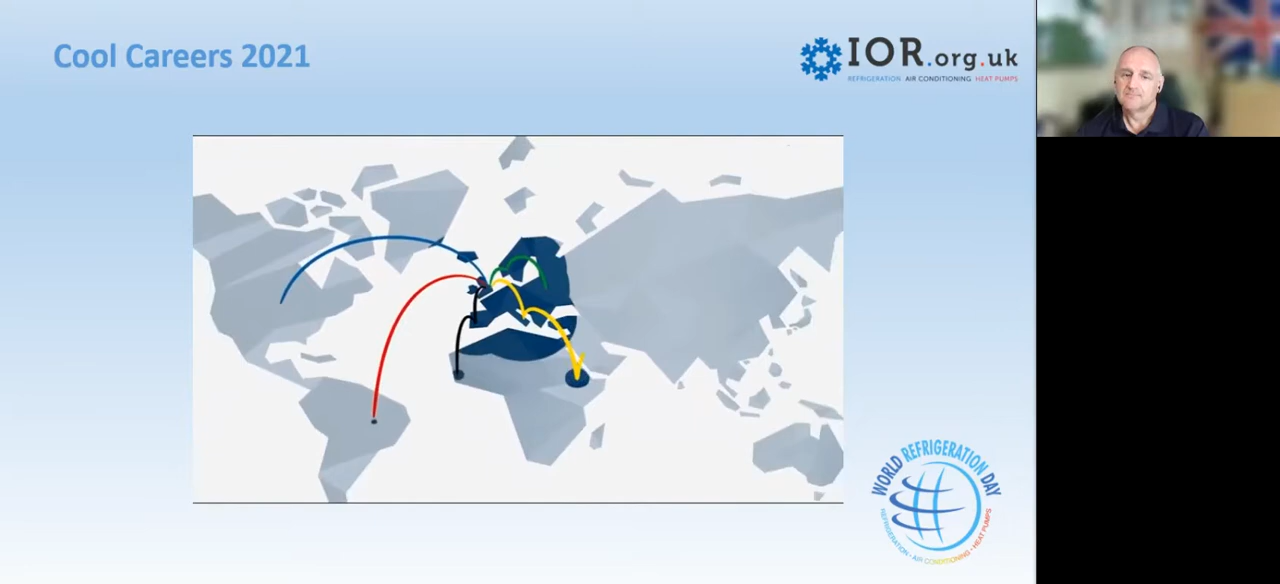 Cool Careers 2021
IOR.org.uk
REFRIGERATION AIR CONDITIONING HEAT PUMPS
WORLD REFRIGERATION DAY
REFRIGERATION • AIR CONDITIONING • HEAT PUMPS